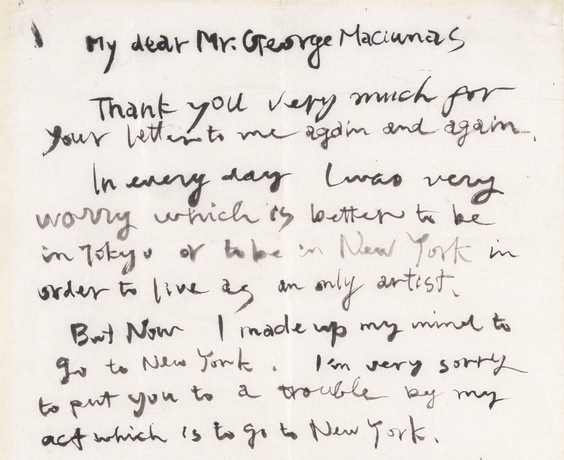 My dear Mr. George Maciunas
Thank you very much for
your letter to me again and again.
In every day I was very
worry which is better to be
in Tokyo or to be in New York in
order to live as an only artist.
But Now I made up my mind to
go to New York. I'm very sorry
to put you to a trouble by my
act which is to go to New York.